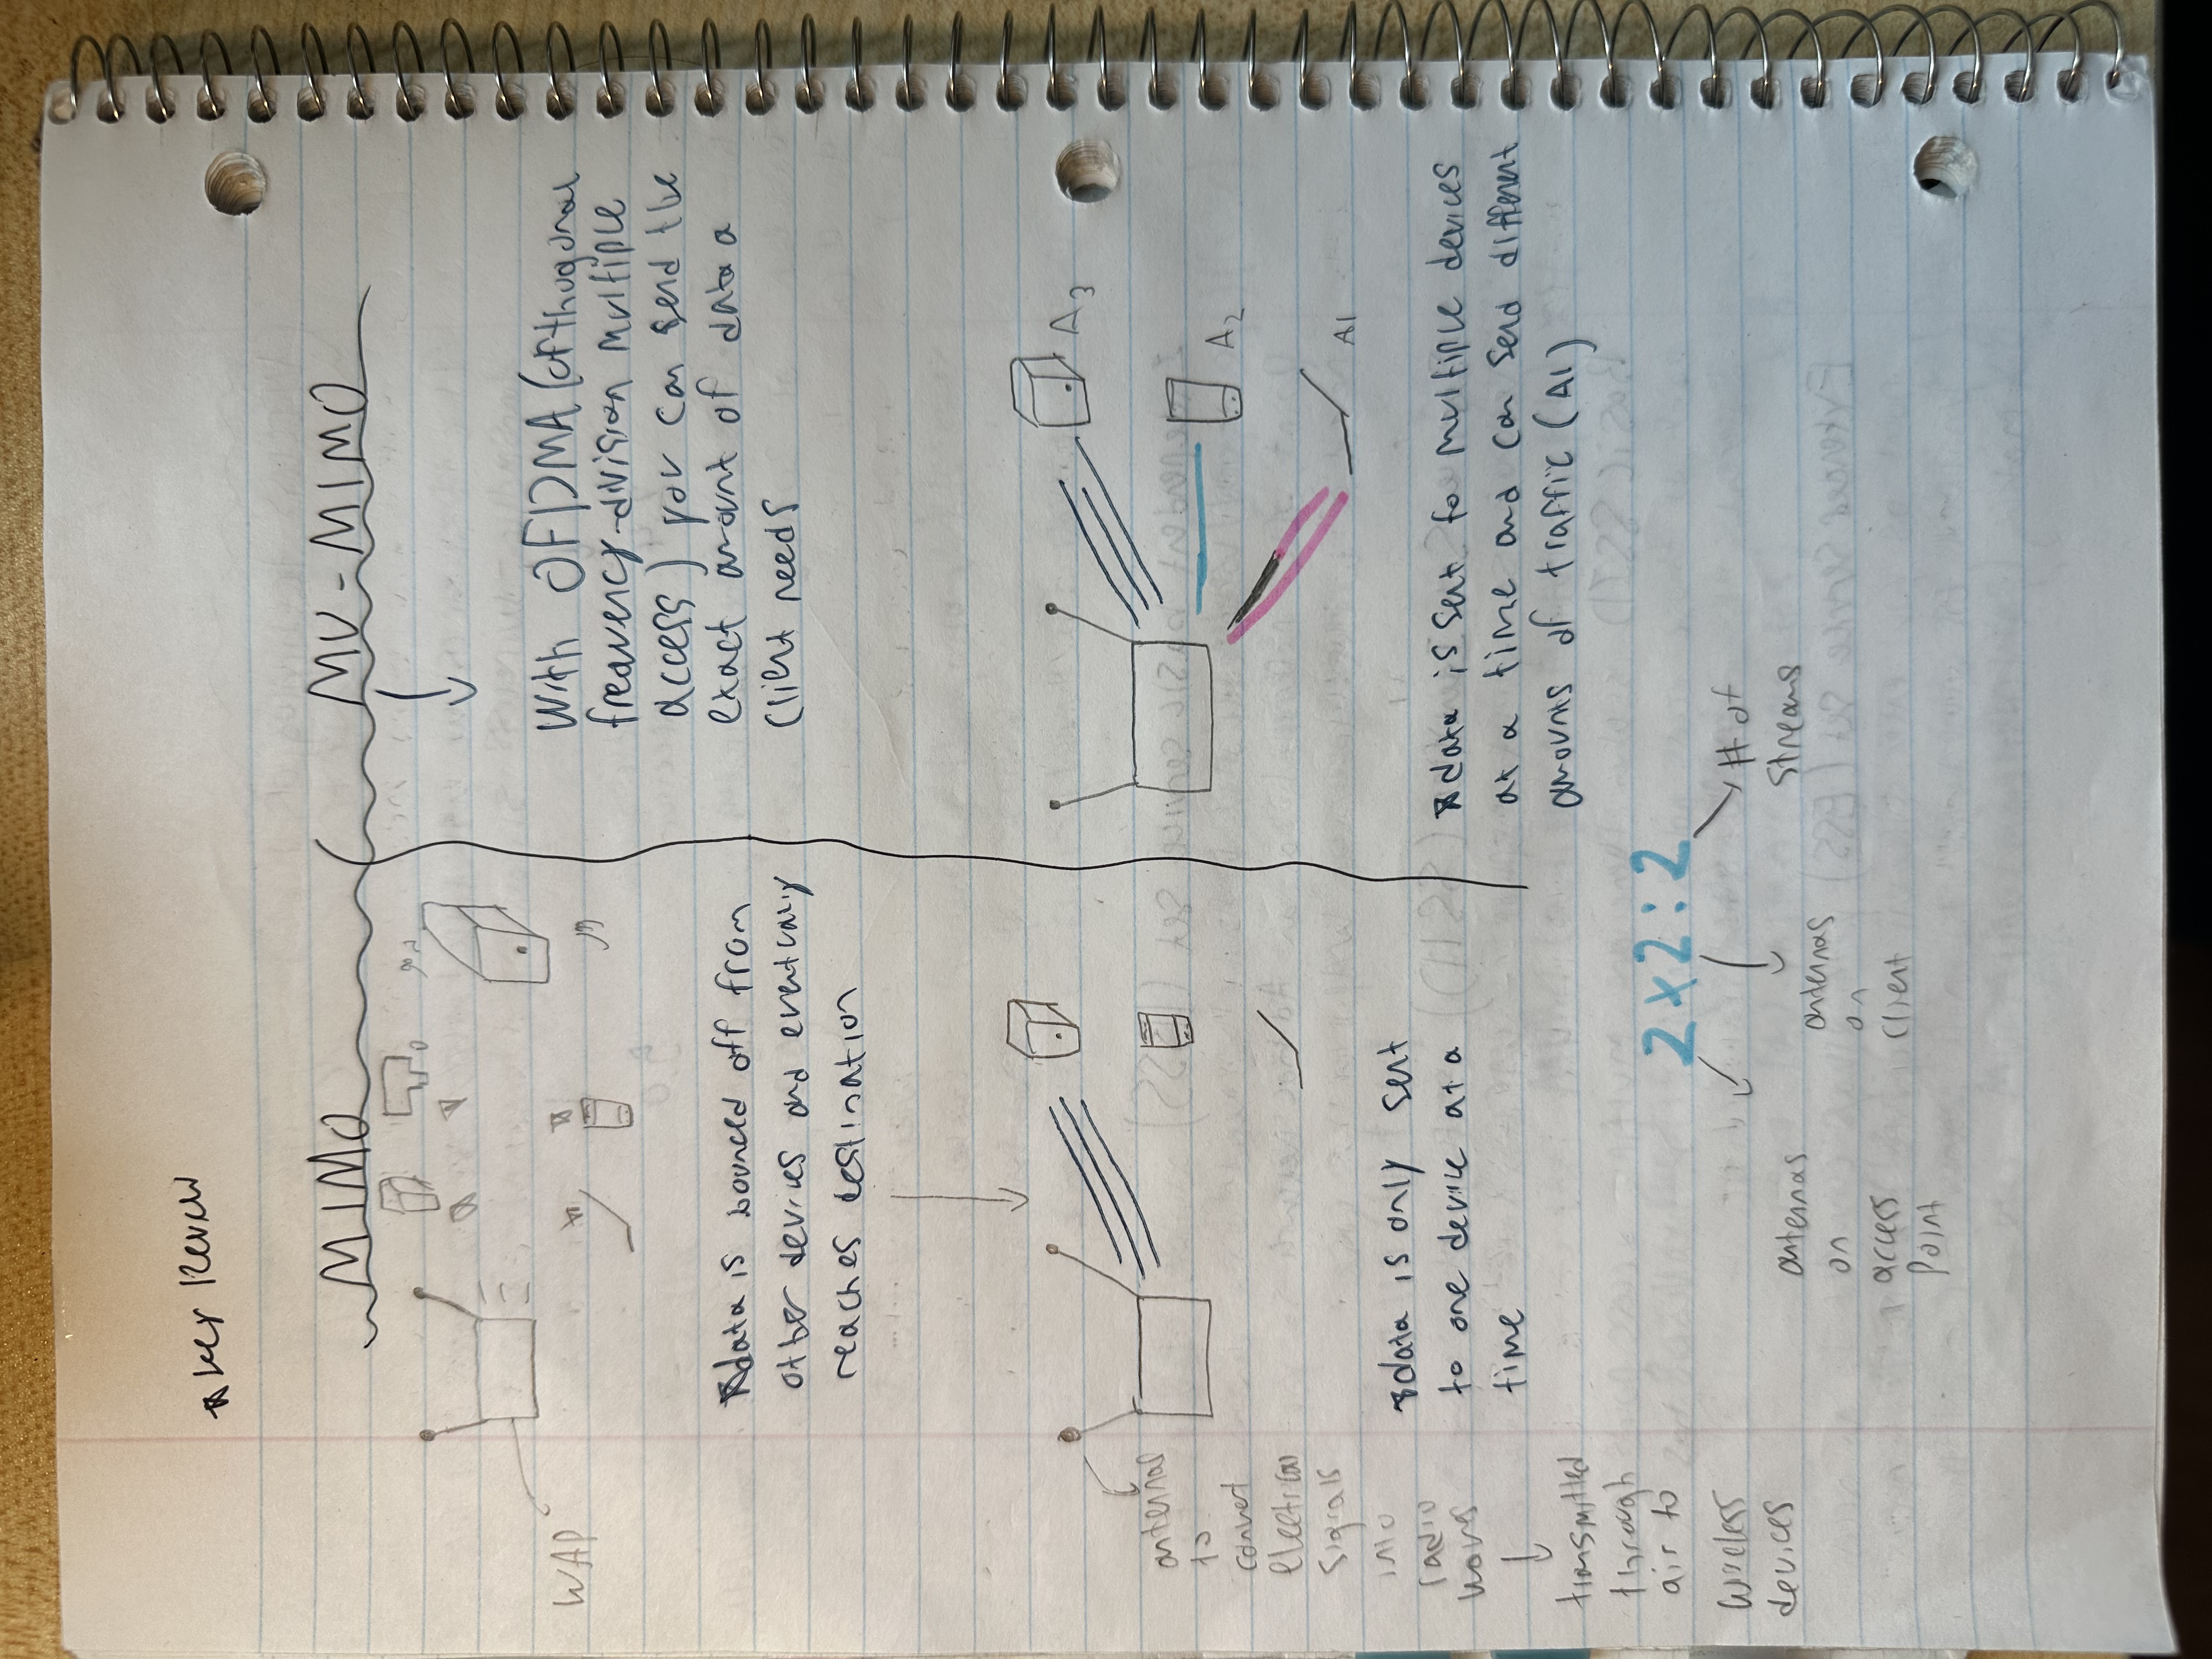 *Key Review
MIMO
MU-MIMO
WAP
With OFDMA (orthogonal
frequency-division multiple
access) you can send the
exact amount of data a
client needs
*data is bounced off from
other devices and eventually
reaches destination
antennas
to
convert
electrical
signals
into
radio
waves
transmitted
through
air to
wireless
devices
*data is only sent
to one device at a
time
A3
A2
A1
*data is sent to multiple devices
at a time and can send different
amounts of traffic (A1)
2x2:2
antennas
on
access
point
antennas
on
client
# of
streams